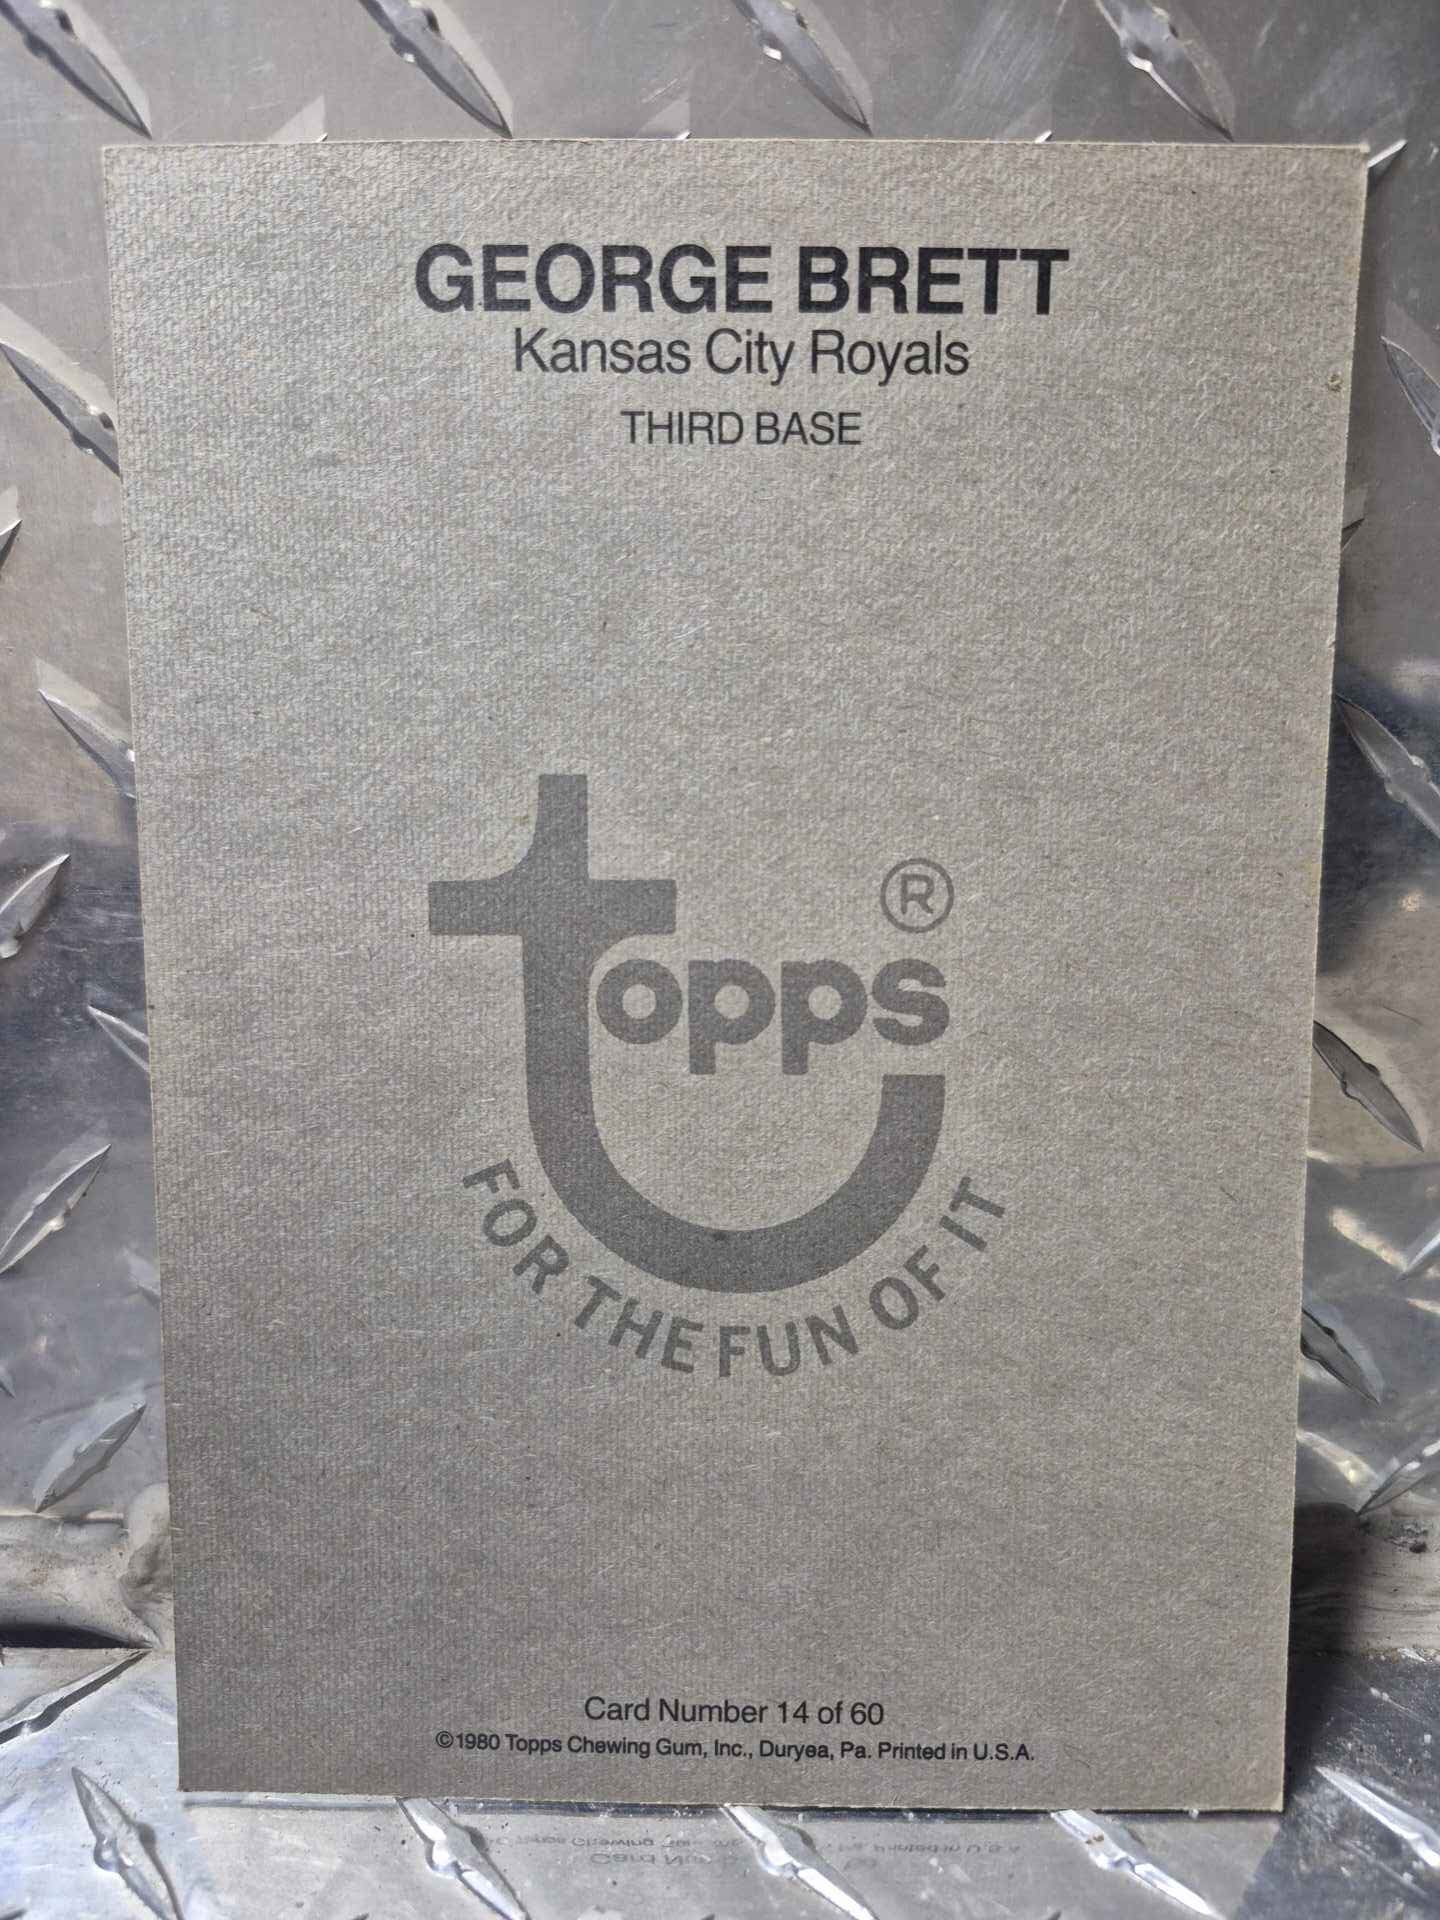 GEORGE BRETT
Kansas City Royals
THIRD BASE
®
topps
FOR THE FUN OF IT
Card Number 14 of 60
©1980 Topps Chewing Gum, Inc., Duryea, Pa. Printed in U.S.A.